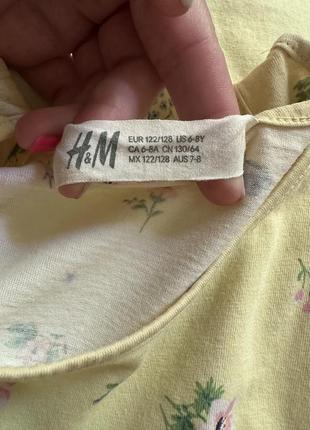 H&M
EUR 122/128 US 6-8Y
CA 6-8A CN 130/64
MX 122/128 AUS 7-8